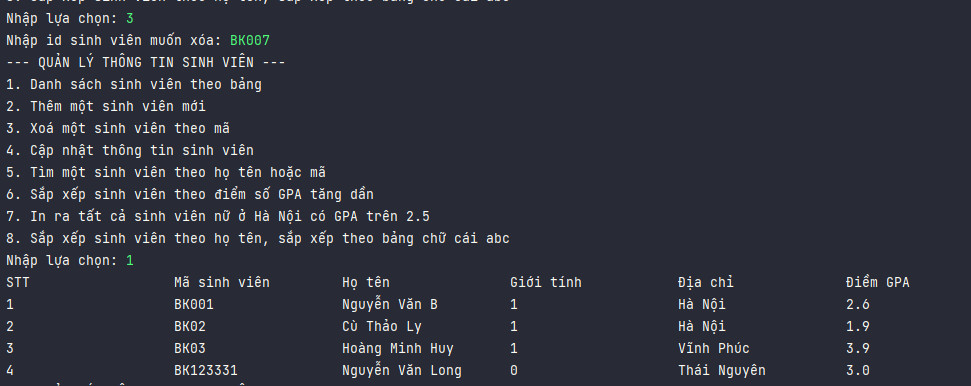 Nhập lựa chọn: 3
Nhập id sinh viên muốn xóa: BK007
--- QUẢN LÝ THÔNG TIN SINH VIÊN ---
1. Danh sách sinh viên theo bảng
2. Thêm một sinh viên mới
3. Xoá một sinh viên theo mã
4. Cập nhật thông tin sinh viên
5. Tìm một sinh viên theo họ tên hoặc mã
6. Sắp xếp sinh viên theo điểm số GPA tăng dần
7. In ra tất cả sinh viên nữ ở Hà Nội có GPA trên 2.5
8. Sắp xếp sinh viên theo họ tên, sắp xếp theo bảng chữ cái abc
Nhập lựa chọn: 1
STT Mã sinh viên Họ tên Giới tính Địa chỉ Điểm GPA
1 BK001 Nguyễn Văn B 1 Hà Nội 2.6
2 BK02 Cù Thảo Ly 1 Hà Nội 1.9
3 BK03 Hoàng Minh Huy 1 Vĩnh Phúc 3.9
4 BK123331 Nguyễn Văn Long 0 Thái Nguyên 3.0